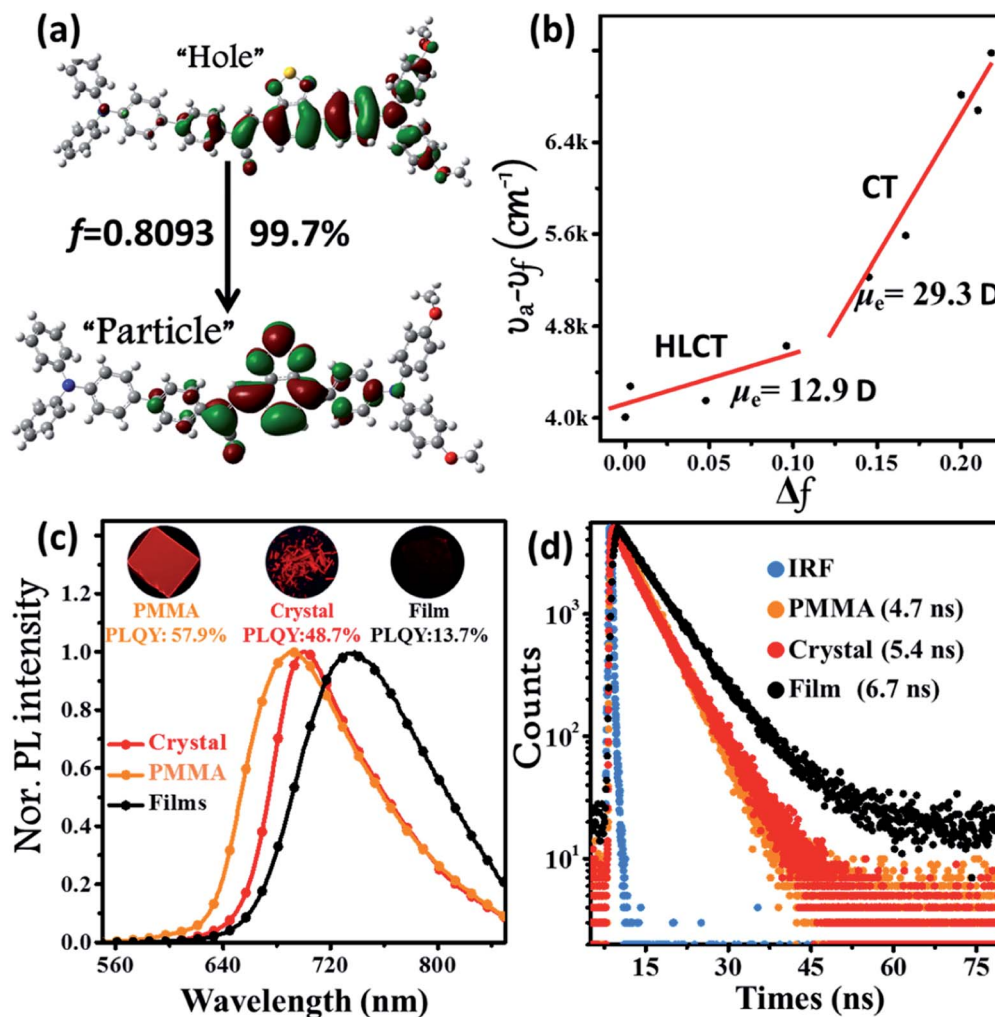 (a)
"Hole"
f=0.8093 99.7%
"Particle"
(b)
υa-υf (cm⁻¹)
6.4k
5.6k
4.8k
4.0k
CT
μe= 29.3 D
HLCT
μe= 12.9 D
0.00 0.05 0.10 0.15 0.20
Δf
(c)
PMMA Crystal Film
PLQY: 57.9% PLQY:48.7% PLQY:13.7%
Nor. PL intensity
1.2
1.0
0.8
0.6
0.4
0.2
0.0
Crystal
PMMA
Films
560 640 720 800
Wavelength (nm)
(d)
IRF
PMMA (4.7 ns)
Crystal (5.4 ns)
Film (6.7 ns)
Counts
10³
10²
10¹
15 30 45 60 75
Times (ns)